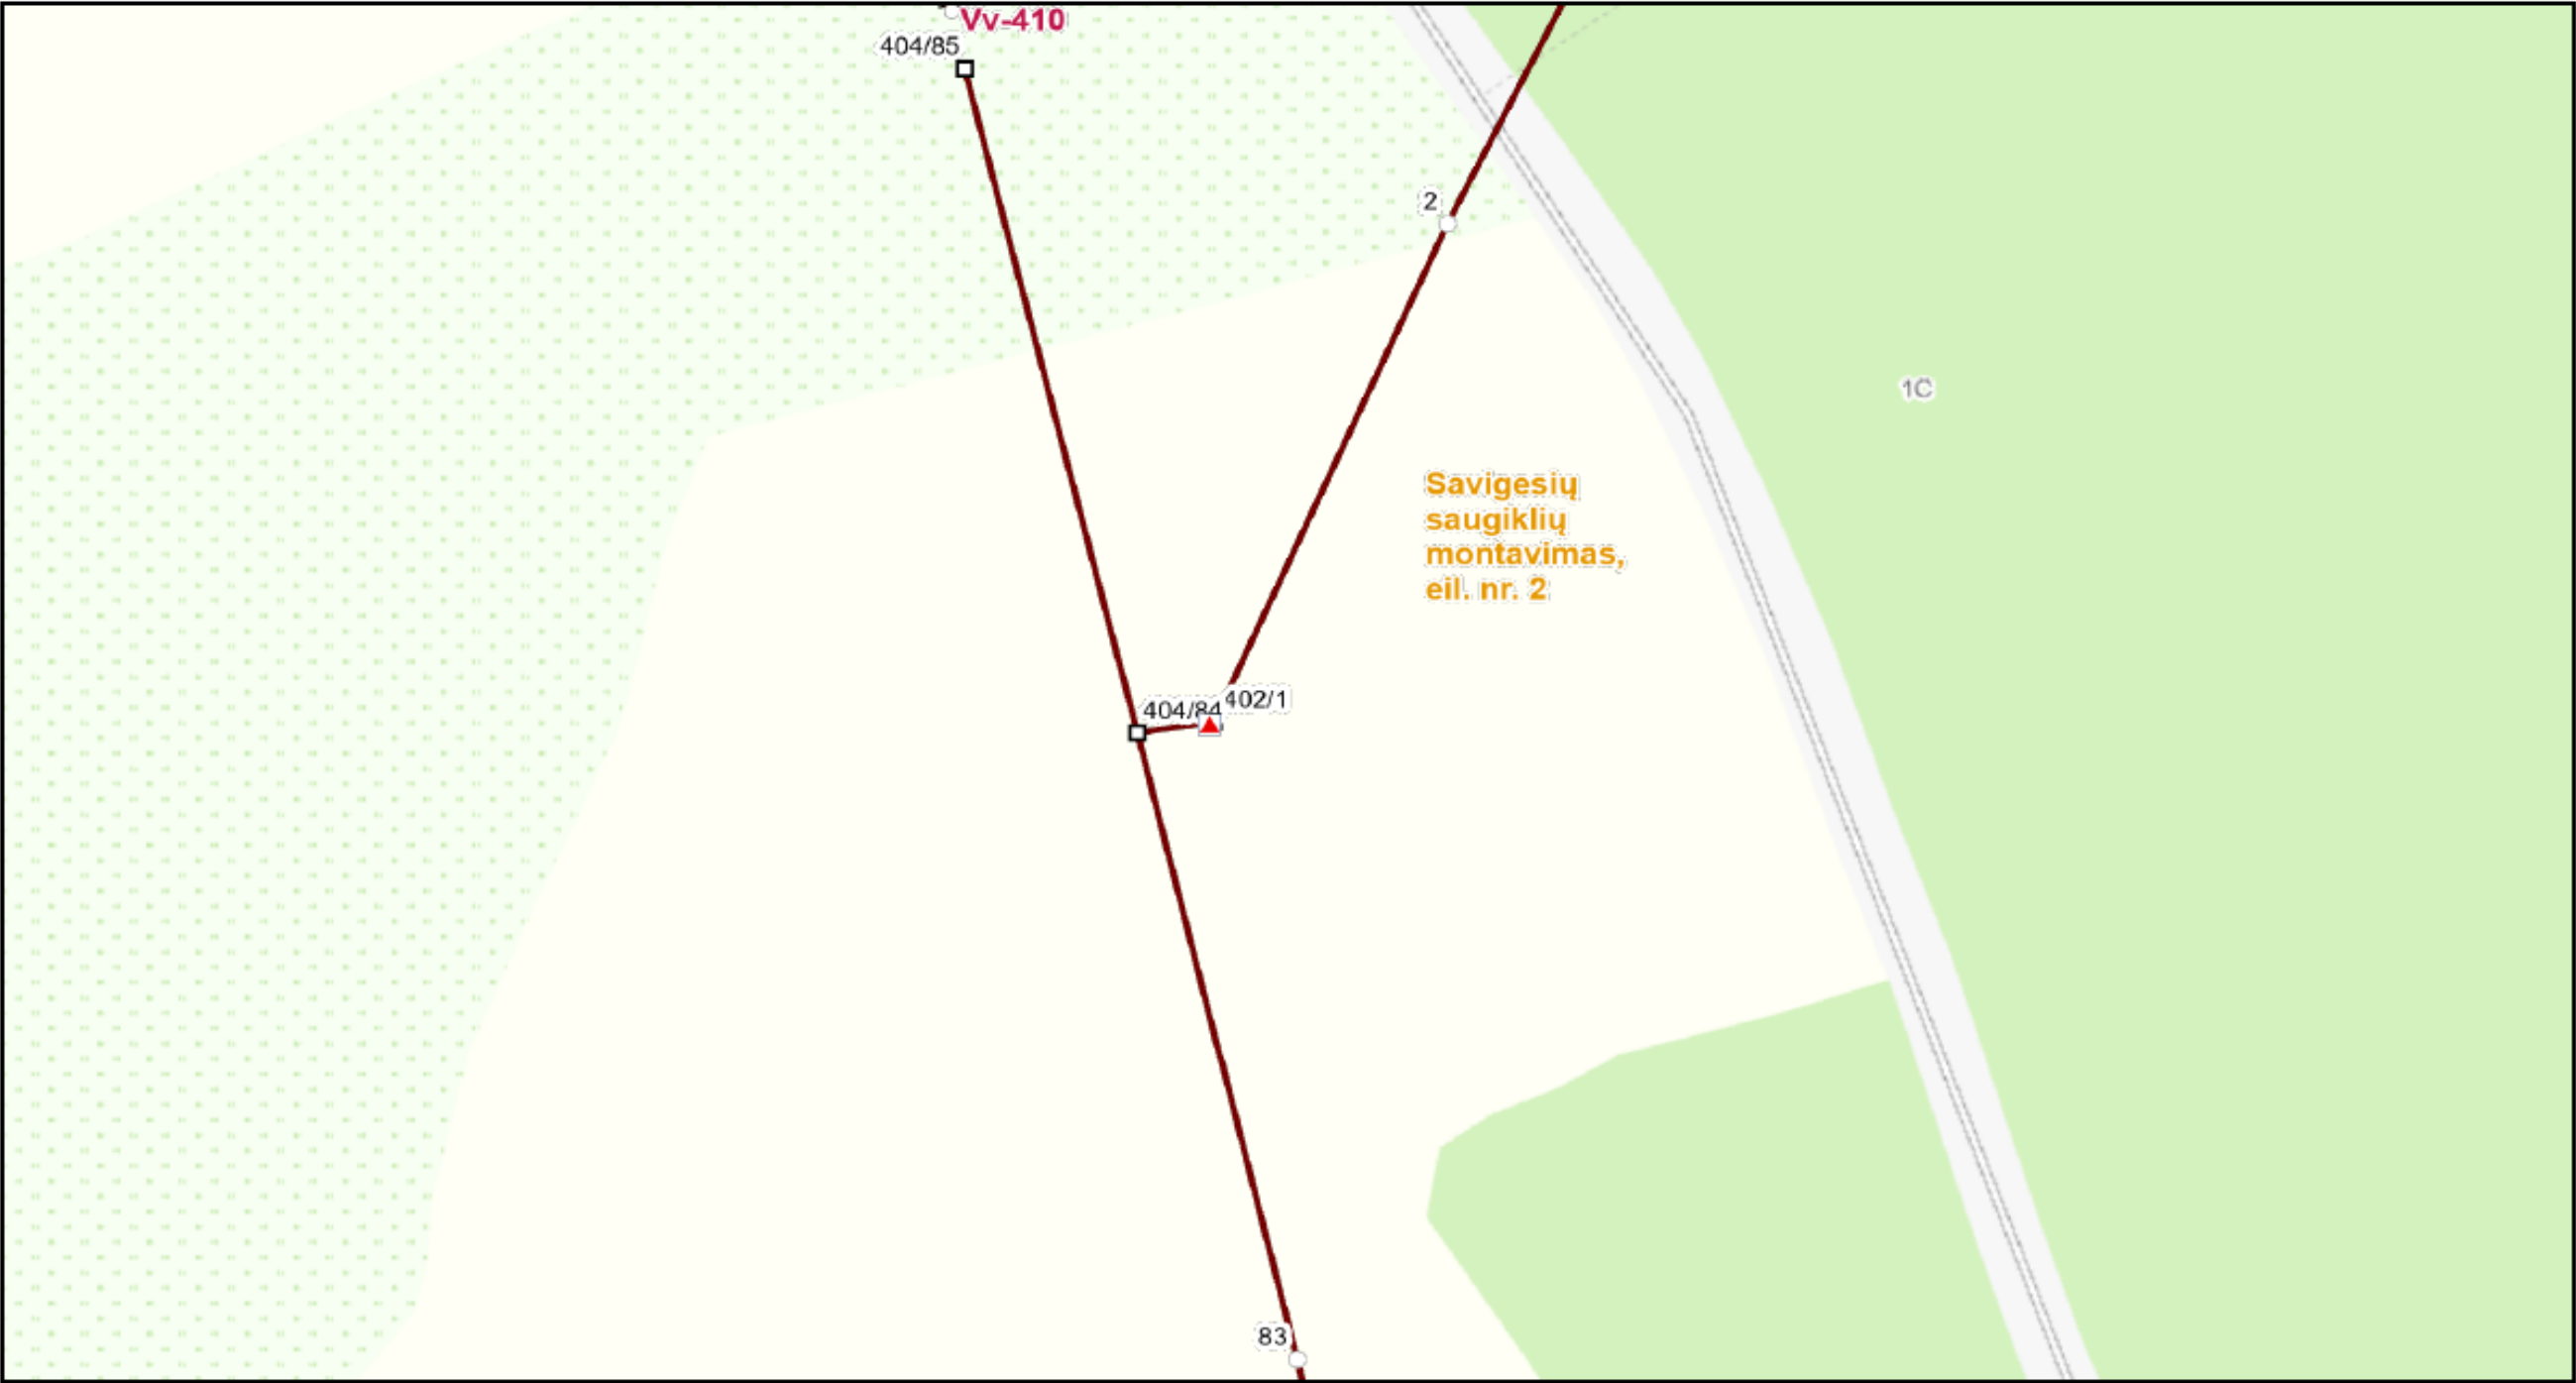 Vv-410
404/85
2
1C
Savigesių
saugiklių
montavimas,
eil. nr. 2
402/1
404/84
83